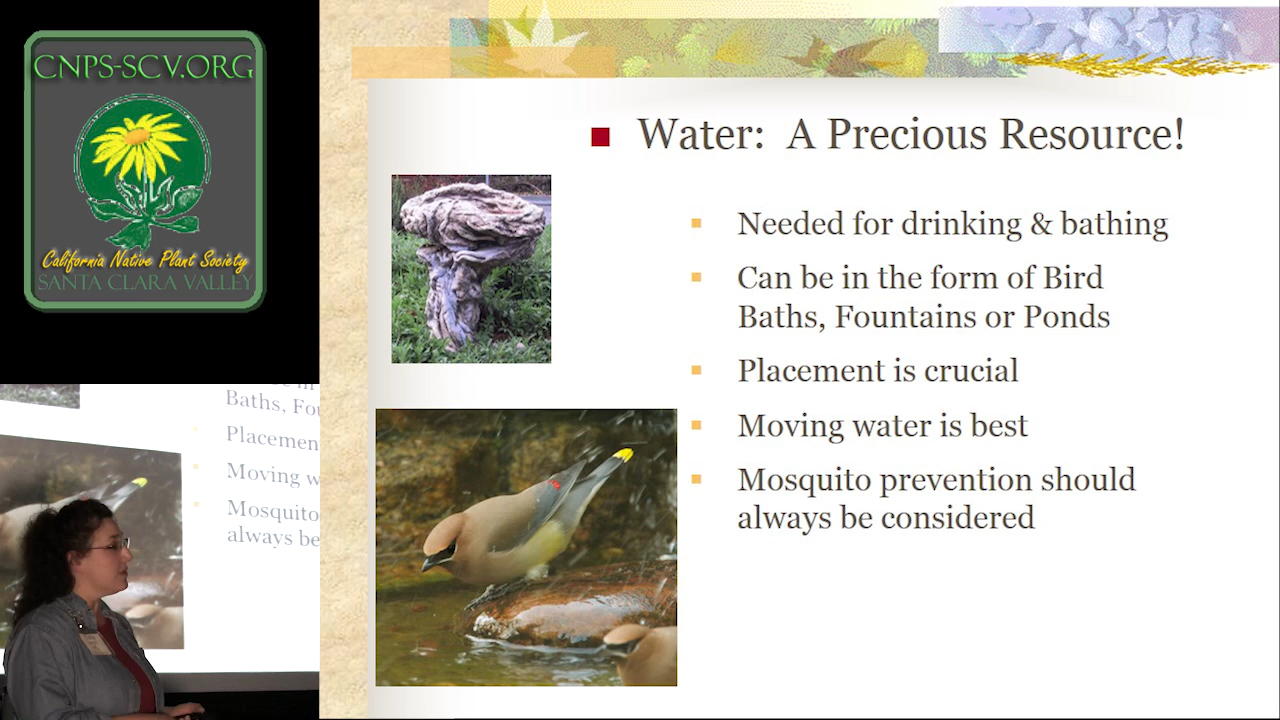 CNPS-SCV.ORG
California Native Plant Society
SANTA CLARA VALLEY
Water: A Precious Resource!
Needed for drinking & bathing
Can be in the form of Bird
Baths, Fountains or Ponds
Placement is crucial
Moving water is best
Mosquito prevention should
always be considered
Baths, Fou
Placemen
Moving w
Mosquito
always be